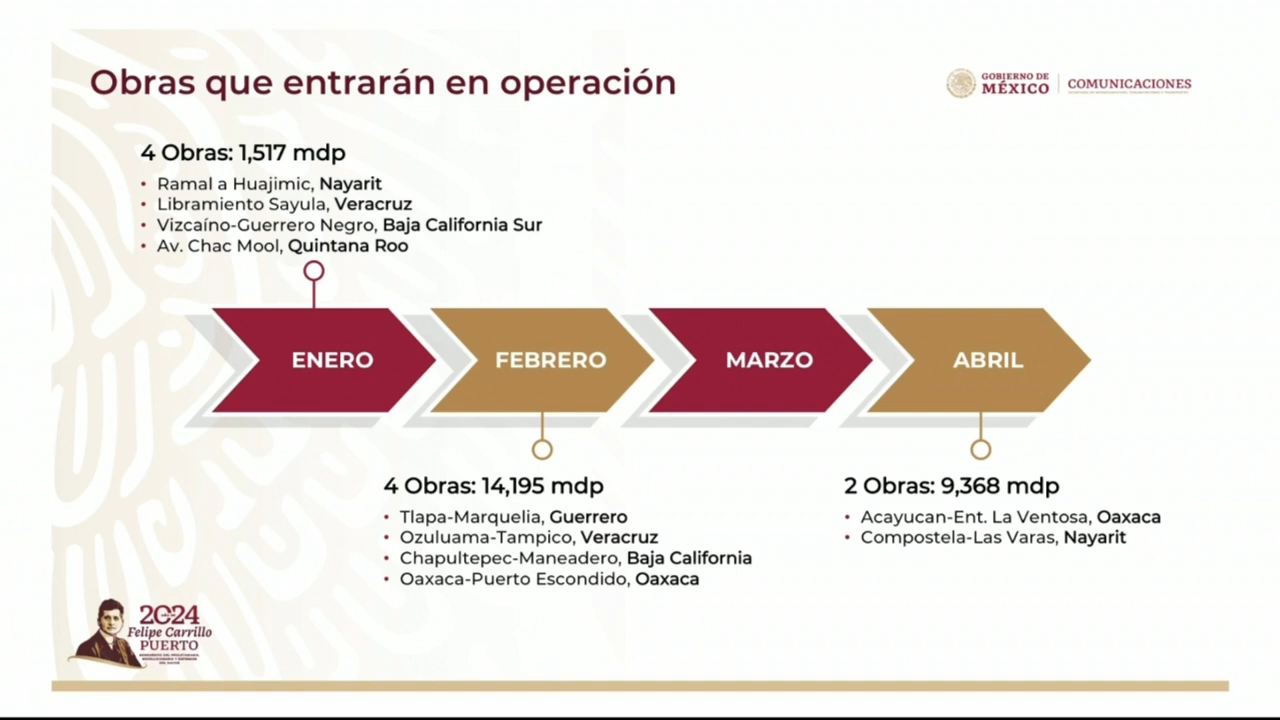 Obras que entrarán en operación
GOBIERNO DE
MÉXICO
COMUNICACIONES
4 Obras: 1,517 mdp
• Ramal a Huajimic, Nayarit
• Libramiento Sayula, Veracruz
• Vizcaíno-Guerrero Negro, Baja California Sur
• Av. Chac Mool, Quintana Roo
ENERO
FEBRERO
MARZO
ABRIL
4 Obras: 14,195 mdp
• Tlapa-Marquelia, Guerrero
• Ozuluama-Tampico, Veracruz
• Chapultepec-Maneadero, Baja California
• Oaxaca-Puerto Escondido, Oaxaca
2 Obras: 9,368 mdp
• Acayucan-Ent. La Ventosa, Oaxaca
• Compostela-Las Varas, Nayarit
2024
Felipe Carrillo
PUERTO